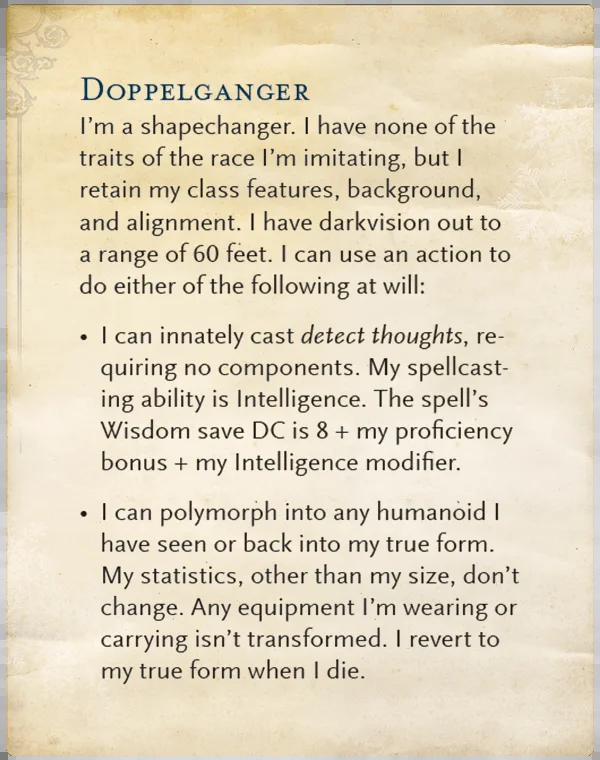 DOPPELGANGER
I'm a shapechanger. I have none of the
traits of the race I'm imitating, but I
retain my class features, background,
and alignment. I have darkvision out to
a range of 60 feet. I can use an action to
do either of the following at will:
• I can innately cast detect thoughts, re-
quiring no components. My spellcast-
ing ability is Intelligence. The spell's
Wisdom save DC is 8 + my proficiency
bonus + my Intelligence modifier.
• I can polymorph into any humanoid I
have seen or back into my true form.
My statistics, other than my size, don't
change. Any equipment I'm wearing or
carrying isn't transformed. I revert to
my true form when I die.